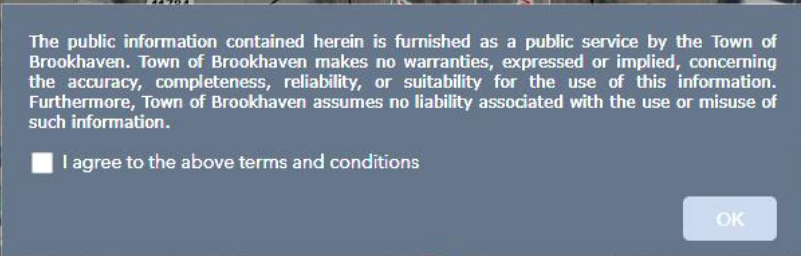 11784
The public information contained herein is furnished as a public service by the Town of
Brookhaven. Town of Brookhaven makes no warranties, expressed or implied, concerning
the accuracy, completeness, reliability, or suitability for the use of this information.
Furthermore, Town of Brookhaven assumes no liability associated with the use or misuse of
such information.
I agree to the above terms and conditions
OK